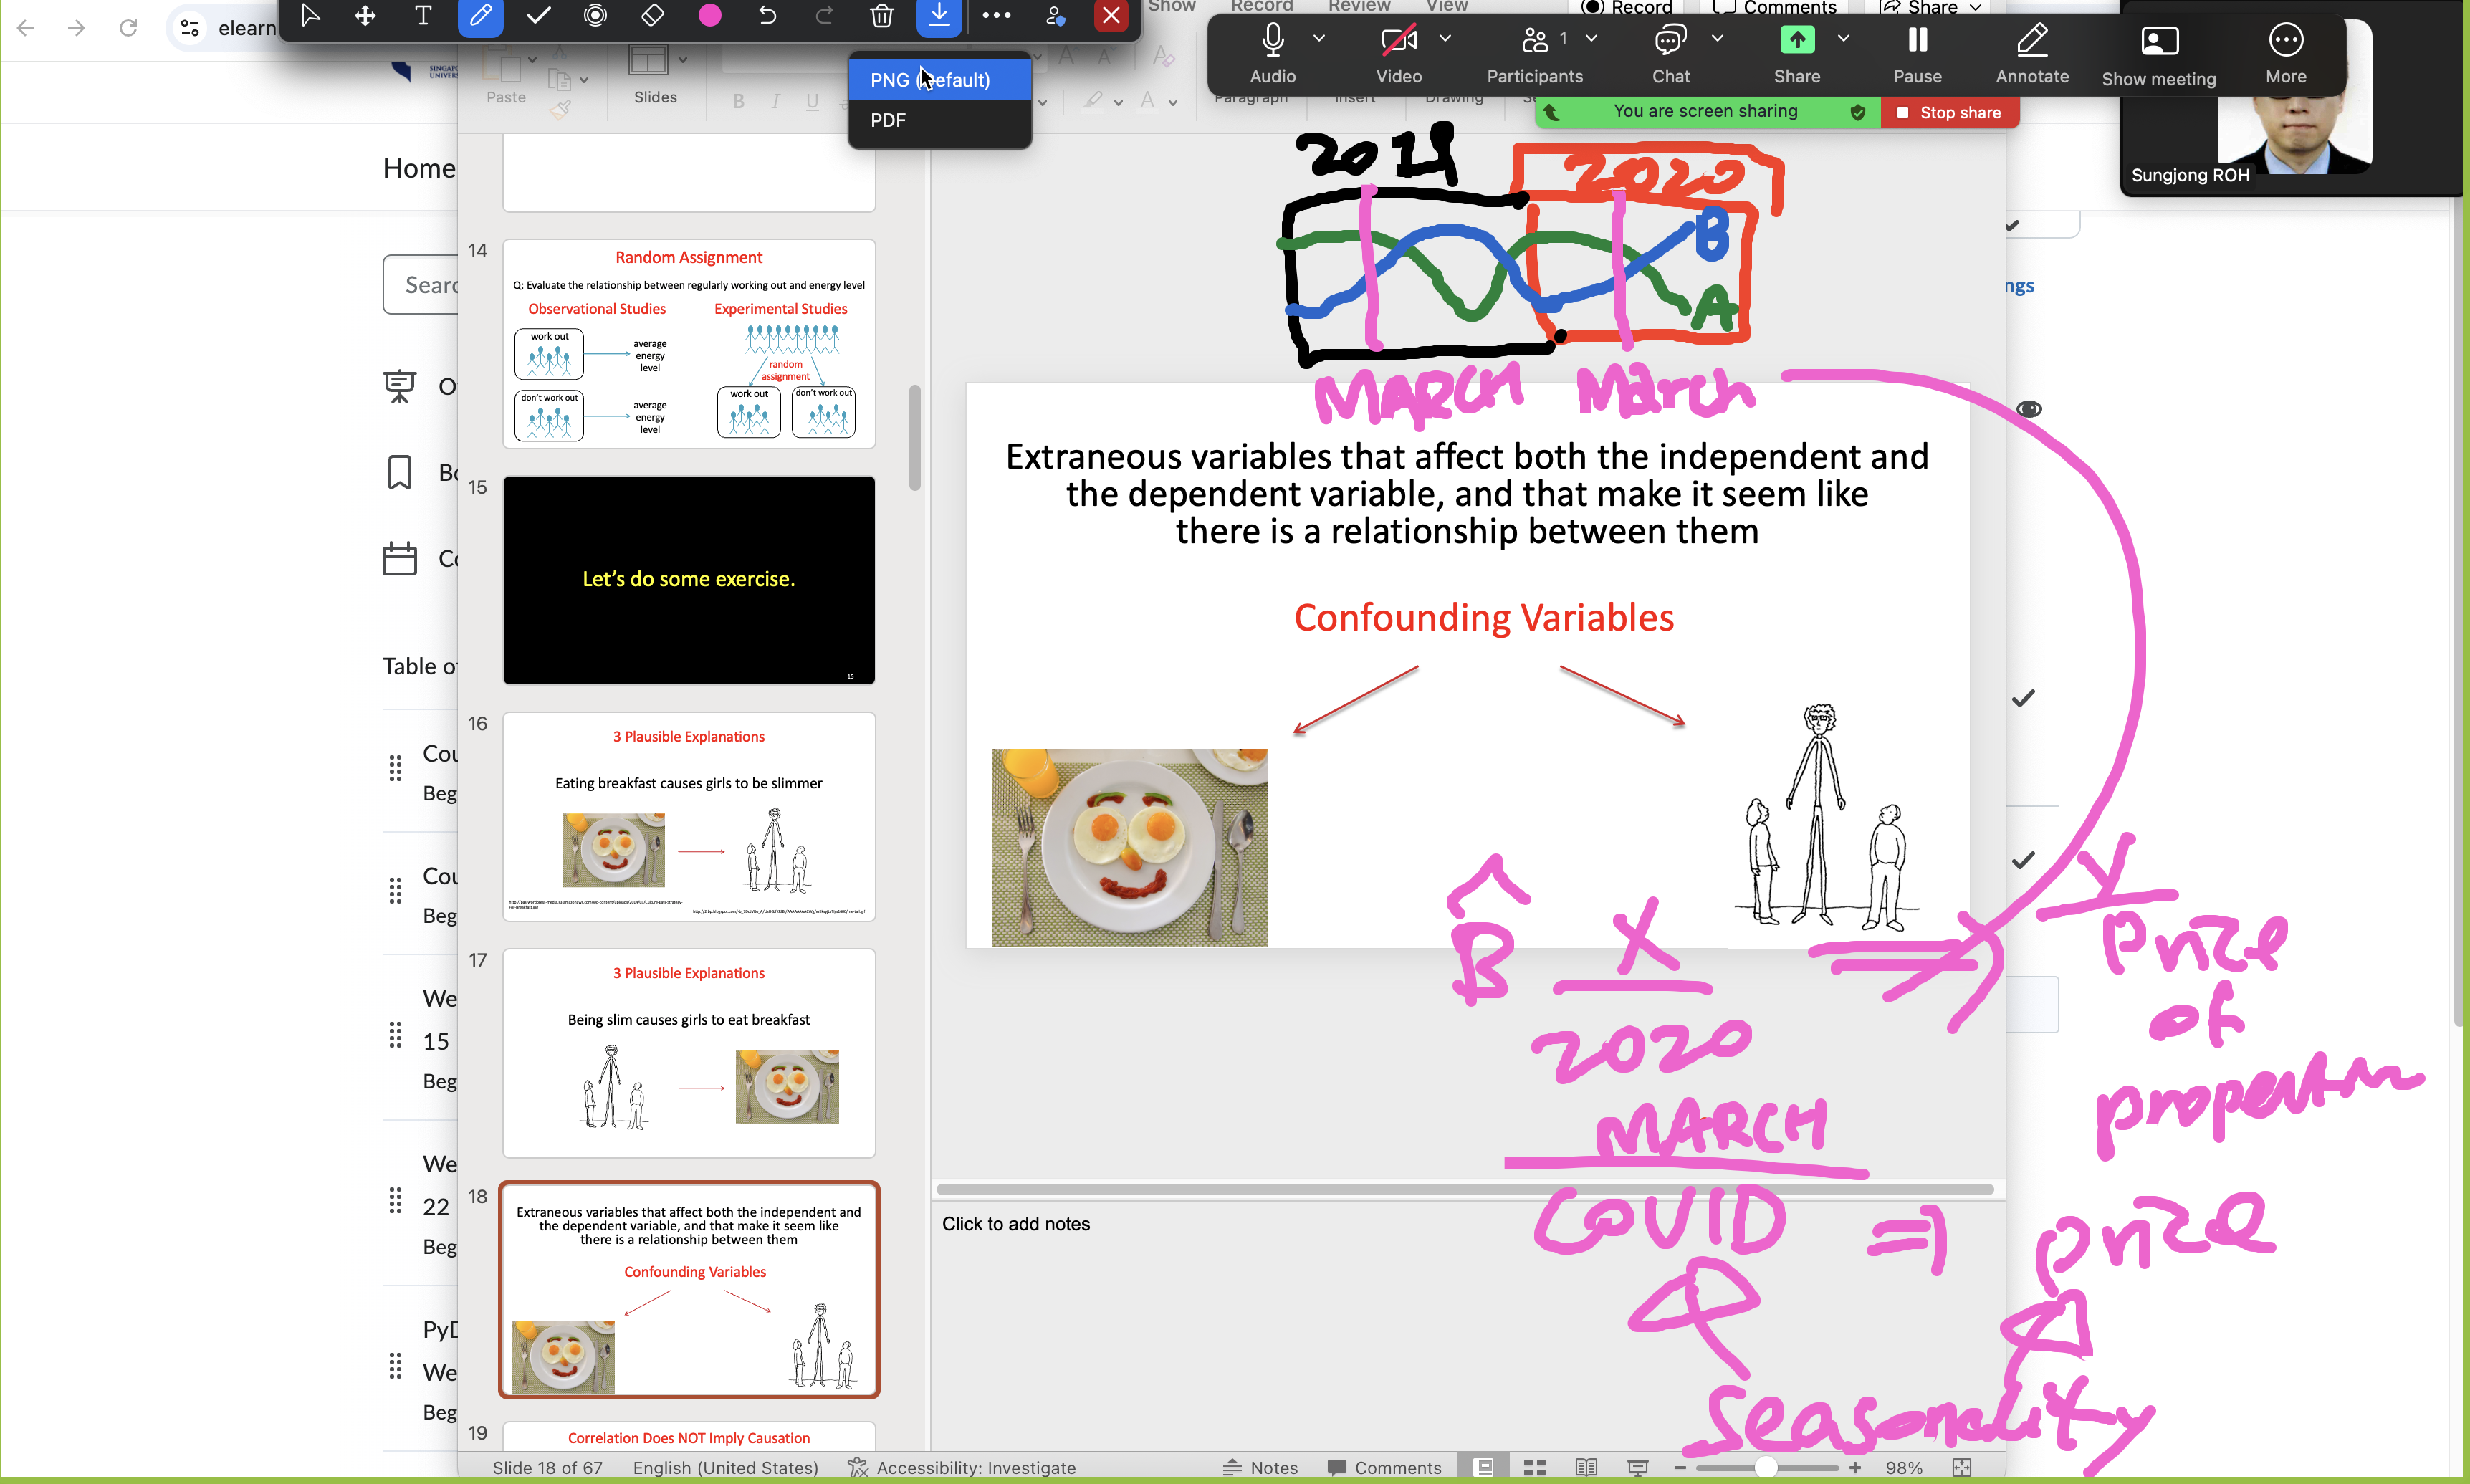 Show Record Review View Record Comments Share
elearn
Audio Video Participants 1 Chat Share Pause Annotate Show meeting More
PNG (Default)
PDF
You are screen sharing Stop share
Sungjong ROH
Paste Slides B I U Paragraph Insert Drawing
SINGAP
UNIVERS
Home
Searc
ngs
O
Bo
Co
Table of
Cou
Beg
Cou
Beg
We
15
Beg
We
22
Beg
PyD
We
Beg
14
Random Assignment
Q: Evaluate the relationship between regularly working out and energy level
Observational Studies Experimental Studies
work out
average
energy
level
random
assignment
don't work out
average
energy
level
work out don't work out
15
Let's do some exercise.
15
16
3 Plausible Explanations
Eating breakfast causes girls to be slimmer
17
3 Plausible Explanations
Being slim causes girls to eat breakfast
18
Extraneous variables that affect both the independent and
the dependent variable, and that make it seem like
there is a relationship between them
Confounding Variables
19
Correlation Does NOT Imply Causation
2020
B
A
MARCH March
Extraneous variables that affect both the independent and
the dependent variable, and that make it seem like
there is a relationship between them
Confounding Variables
B X Y
2020
MARCH
COVID
price
of
price
seasonality
Click to add notes
Slide 18 of 67 English (United States) Accessibility: Investigate Notes Comments 98%